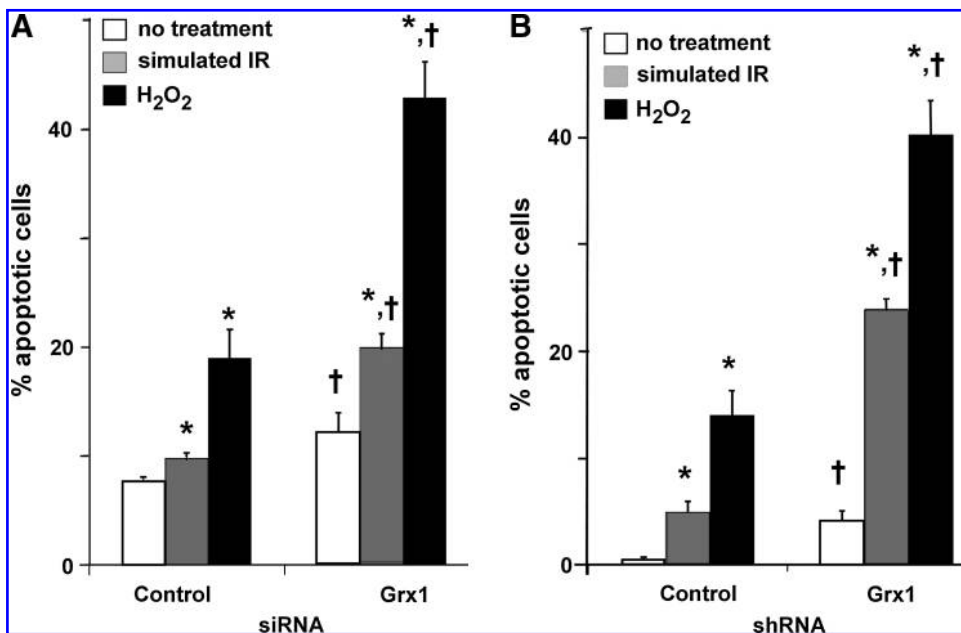 A
no treatment
simulated IR
H₂O₂
% apoptotic cells
40
20
0
*
*
†
*,†
*,†
Control
Grx1
siRNA
B
no treatment
simulated IR
H₂O₂
% apoptotic cells
40
20
0
*
*
†
*,†
*,†
Control
Grx1
shRNA